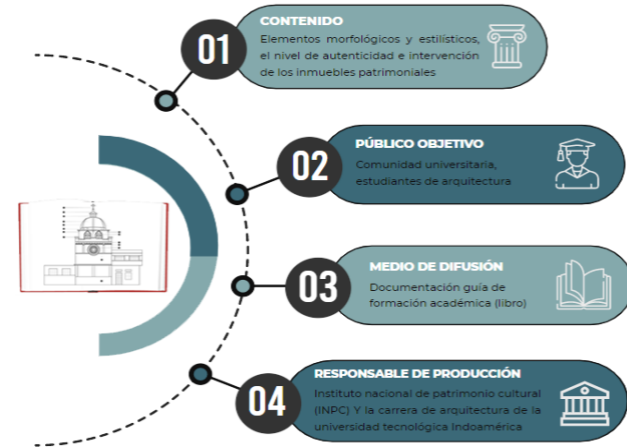 01
CONTENIDO
Elementos morfológicos y estilísticos,
el nivel de autenticidad e intervención
de los inmuebles patrimoniales
02
PÚBLICO OBJETIVO
Comunidad universitaria,
estudiantes de arquitectura
03
MEDIO DE DIFUSIÓN
Documentación guía de
formación académica (libro)
04
RESPONSABLE DE PRODUCCIÓN
Instituto nacional de patrimonio cultural
(INPC) Y la carrera de arquitectura de la
universidad tecnológica Indoamérica